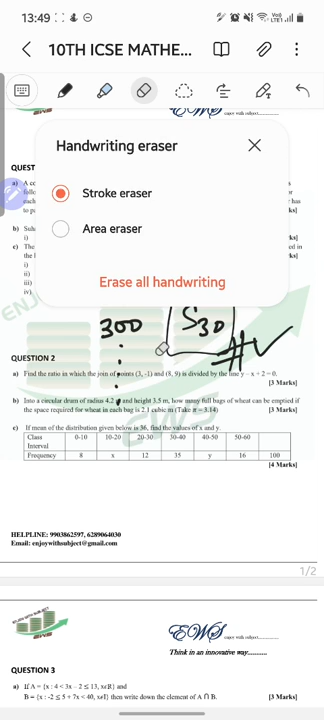 13:49
10TH ICSE MATHE...
Handwriting eraser
Stroke eraser
Area eraser
Erase all handwriting
QUEST
a) A co
b)
c) The
i)
ii)
iii)
iv)
300
530
QUESTION 2
a) Find the ratio in which the join of points (3, -1) and (8, 9) is divided by the line y – x + 2 = 0.
[3 Marks]
b) Into a circular drum of radius 4.2 m and height 3.5 m, how many full bags of wheat can be emptied if
the space required for wheat in each bag is 2.1 cubic m (Take π = 3.14)
[3 Marks]
c) If mean of the distribution given below is 36, find the values of x and y.
Class Interval 0-10 10-20 20-30 30-40 40-50 50-60
Frequency 8 x 12 35 y 16 100
[4 Marks]
HELPLINE: 9903862597, 6289064030
Email: enjoywithsubject@gmail.com
1/2
EWS
EWS enjoy with subject..............
Think in an innovative way..........
QUESTION 3
a) If A = {x : 4 < 3x – 2 ≤ 13, x∈R} and
B = {x : -2 ≤ 5 + 7x < 40, x∈I} then write down the element of A ∩ B.
[3 Marks]